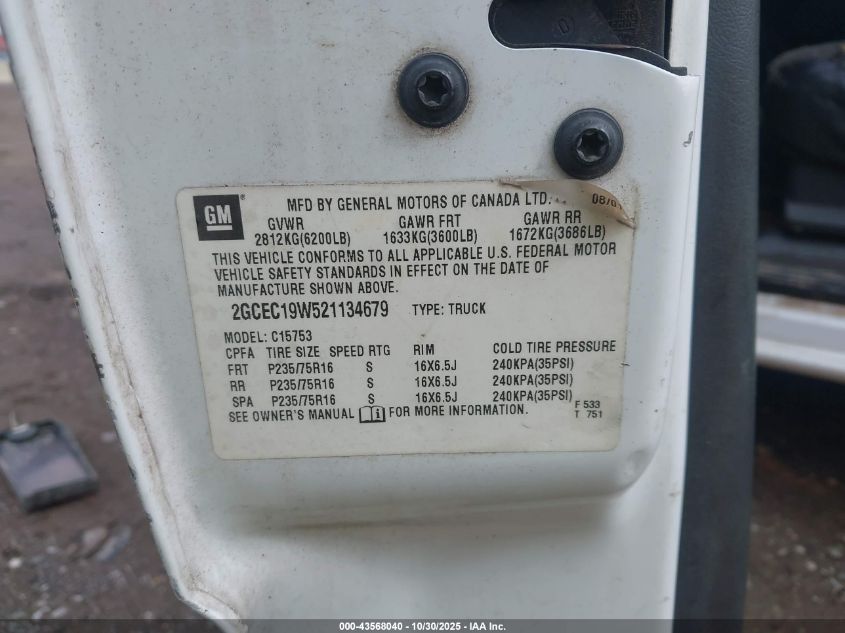 GM
MFD BY GENERAL MOTORS OF CANADA LTD. 08/01
GVWR GAWR FRT GAWR RR
2812KG(6200LB) 1633KG(3600LB) 1672KG(3686LB)
THIS VEHICLE CONFORMS TO ALL APPLICABLE U.S. FEDERAL MOTOR
VEHICLE SAFETY STANDARDS IN EFFECT ON THE DATE OF
MANUFACTURE SHOWN ABOVE.
2GCEC19W521134679 TYPE: TRUCK
MODEL: C15753
CPFA TIRE SIZE SPEED RTG RIM COLD TIRE PRESSURE
FRT P235/75R16 S 16X6.5J 240KPA(35PSI)
RR P235/75R16 S 16X6.5J 240KPA(35PSI)
SPA P235/75R16 S 16X6.5J 240KPA(35PSI)
SEE OWNER'S MANUAL FOR MORE INFORMATION.
F 533
T 751
000-43568040 | 10/30/2025 - IAA Inc.